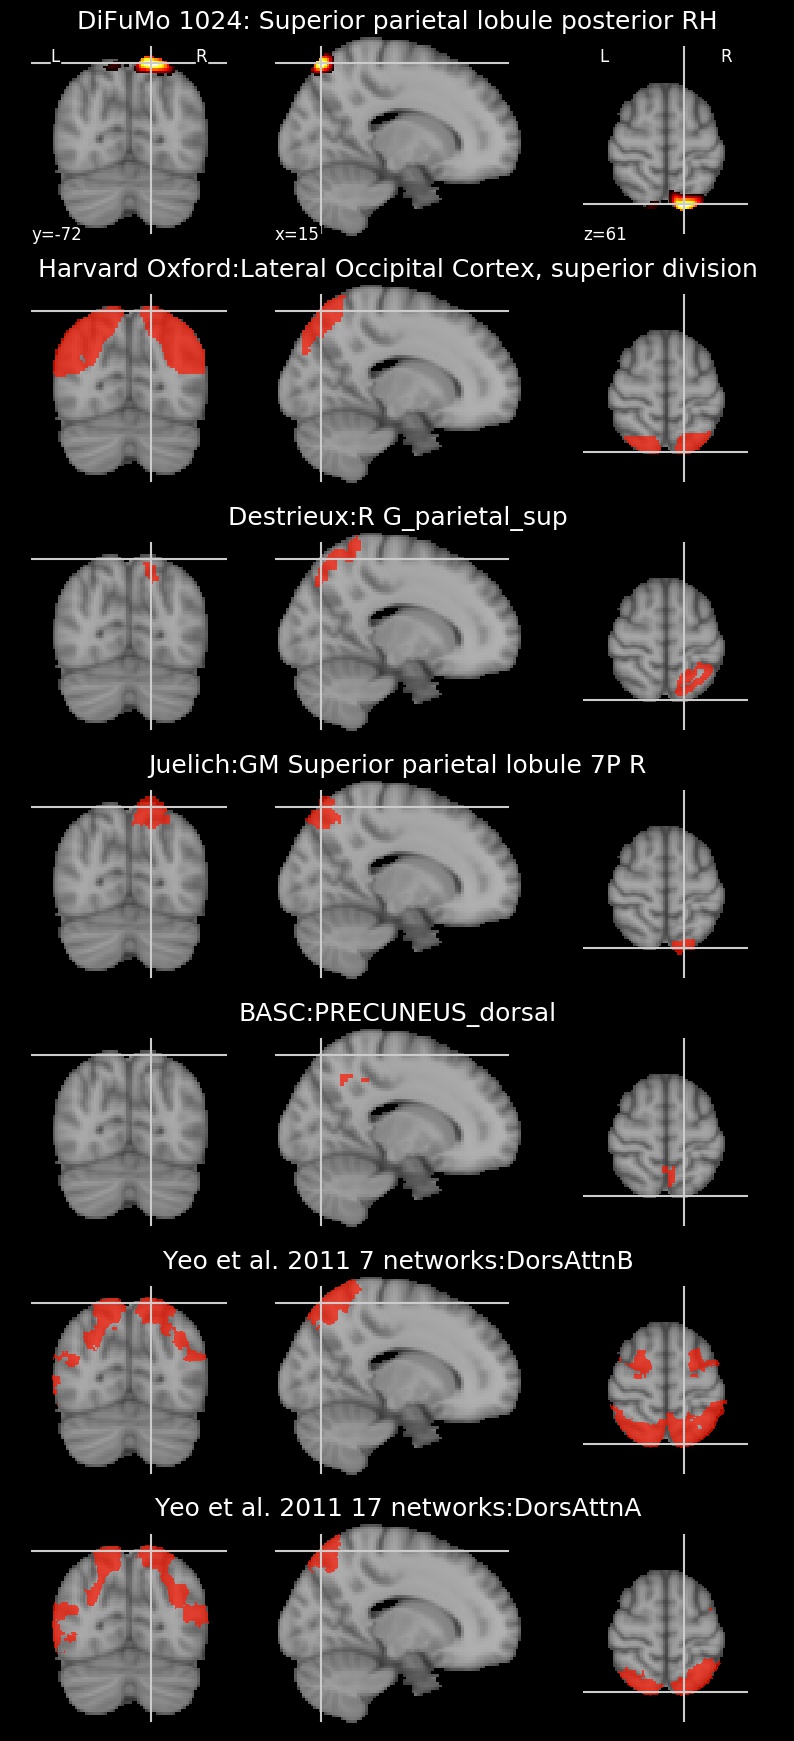 DiFuMo 1024: Superior parietal lobule posterior RH
L R L R
y=-72 x=15 z=61
Harvard Oxford:Lateral Occipital Cortex, superior division
Destrieux:R G_parietal_sup
Juelich:GM Superior parietal lobule 7P R
BASC:PRECUNEUS_dorsal
Yeo et al. 2011 7 networks:DorsAttnB
Yeo et al. 2011 17 networks:DorsAttnA